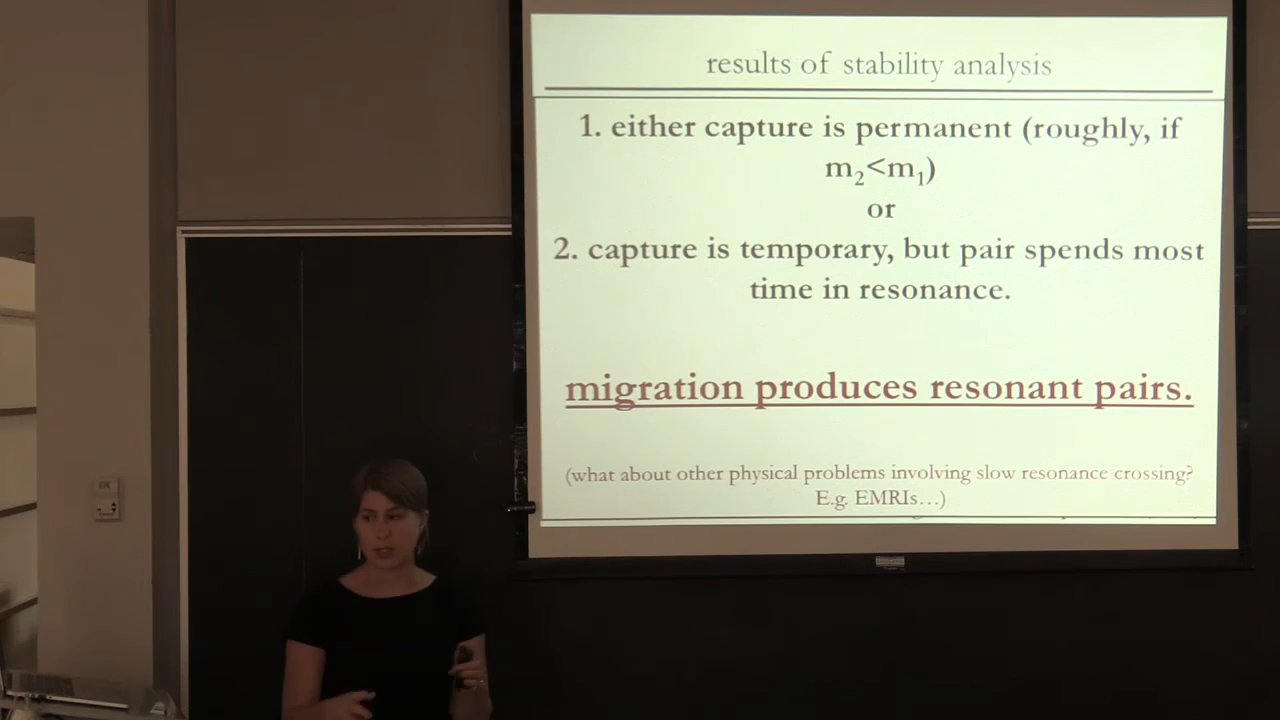 results of stability analysis
1. either capture is permanent (roughly, if
m₂<m₁)
or
2. capture is temporary, but pair spends most
time in resonance.
migration produces resonant pairs.
(what about other physical problems involving slow resonance crossing?
E.g. EMRIs…)